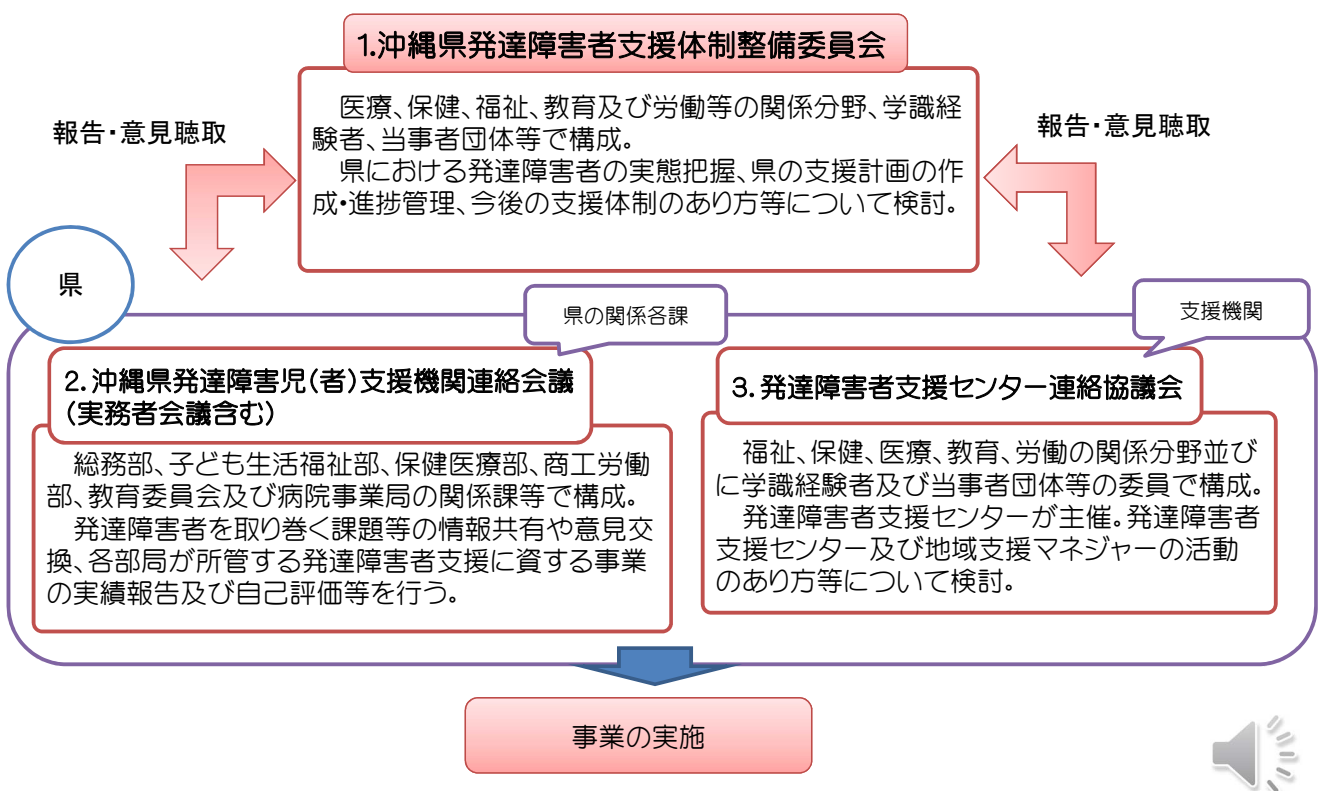 1.沖縄県発達障害者支援体制整備委員会
医療、保健、福祉、教育及び労働等の関係分野、学識経
験者、当事者団体等で構成。
県における発達障害者の実態把握、県の支援計画の作
成・進捗管理、今後の支援体制のあり方等について検討。
報告・意見聴取
報告・意見聴取
県
県の関係各課
支援機関
2.沖縄県発達障害児(者)支援機関連絡会議
(実務者会議含む)
総務部、子ども生活福祉部、保健医療部、商工労働
部、教育委員会及び病院事業局の関係課等で構成。
発達障害者を取り巻く課題等の情報共有や意見交
換、各部局が所管する発達障害者支援に資する事業
の実績報告及び自己評価等を行う。
3.発達障害者支援センター連絡協議会
福祉、保健、医療、教育、労働の関係分野並び
に学識経験者及び当事者団体等の委員で構成。
発達障害者支援センターが主催。発達障害者
支援センター及び地域支援マネジャーの活動
のあり方等について検討。
事業の実施